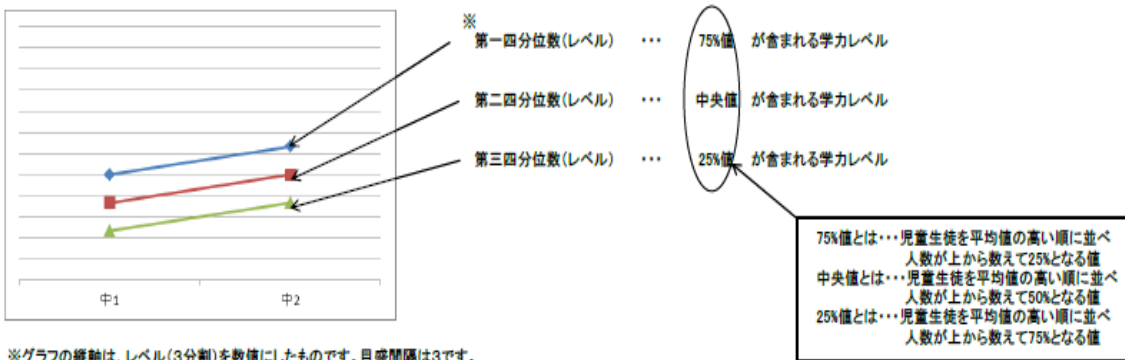 ※
第一四分位数(レベル) ･･･ 75%値 が含まれる学力レベル
第二四分位数(レベル) ･･･ 中央値 が含まれる学力レベル
第三四分位数(レベル) ･･･ 25%値 が含まれる学力レベル
中1 中2
75%値とは･･･児童生徒を平均値の高い順に並べ
人数が上から数えて25%となる値
中央値とは･･･児童生徒を平均値の高い順に並べ
人数が上から数えて50%となる値
25%値とは･･･児童生徒を平均値の高い順に並べ
人数が上から数えて75%となる値
※グラフの縦軸は、レベル(3分割)を数値にしたものです。目盛間隔は3です。